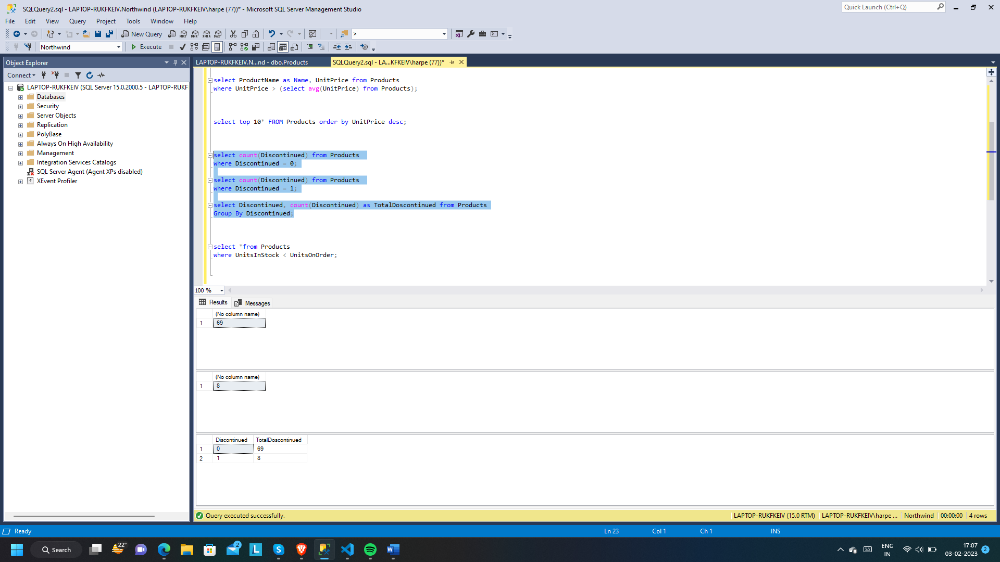 SQLQuery2.sql - LAPTOP-RUKFKEIV.Northwind (LAPTOP-RUKFKEIV\harpe (77))* - Microsoft SQL Server Management Studio
Quick Launch (Ctrl+Q)
File Edit View Query Project Tools Window Help
New Query
MDX DMX XMLA DAX
>
Northwind
Execute
Object Explorer
Connect
LAPTOP-RUKFKEIV (SQL Server 15.0.2000.5 - LAPTOP-RUKF
Databases
Security
Server Objects
Replication
PolyBase
Always On High Availability
Management
Integration Services Catalogs
SQL Server Agent (Agent XPs disabled)
XEvent Profiler
LAPTOP-RUKFKEIV.N...nd - dbo.Products
SQLQuery2.sql - LA...KFKEIV\harpe (77))*
select ProductName as Name, UnitPrice from Products
where UnitPrice > (select avg(UnitPrice) from Products);
select top 10* FROM Products order by UnitPrice desc;
select count(Discontinued) from Products
where Discontinued = 0;
select count(Discontinued) from Products
where Discontinued = 1;
select Discontinued, count(Discontinued) as TotalDoscontinued from Products
Group By Discontinued;
select *from Products
where UnitsInStock < UnitsOnOrder;
100 %
Results Messages
(No column name)
1 69
(No column name)
1 8
Discontinued TotalDoscontinued
1 0 69
2 1 8
Query executed successfully.
LAPTOP-RUKFKEIV (15.0 RTM) LAPTOP-RUKFKEIV\harpe ... Northwind 00:00:00 4 rows
Ready
Ln 23 Col 1 Ch 1 INS
Search
22°
2
L
S
W
ENG
IN
17:07
03-02-2023
2